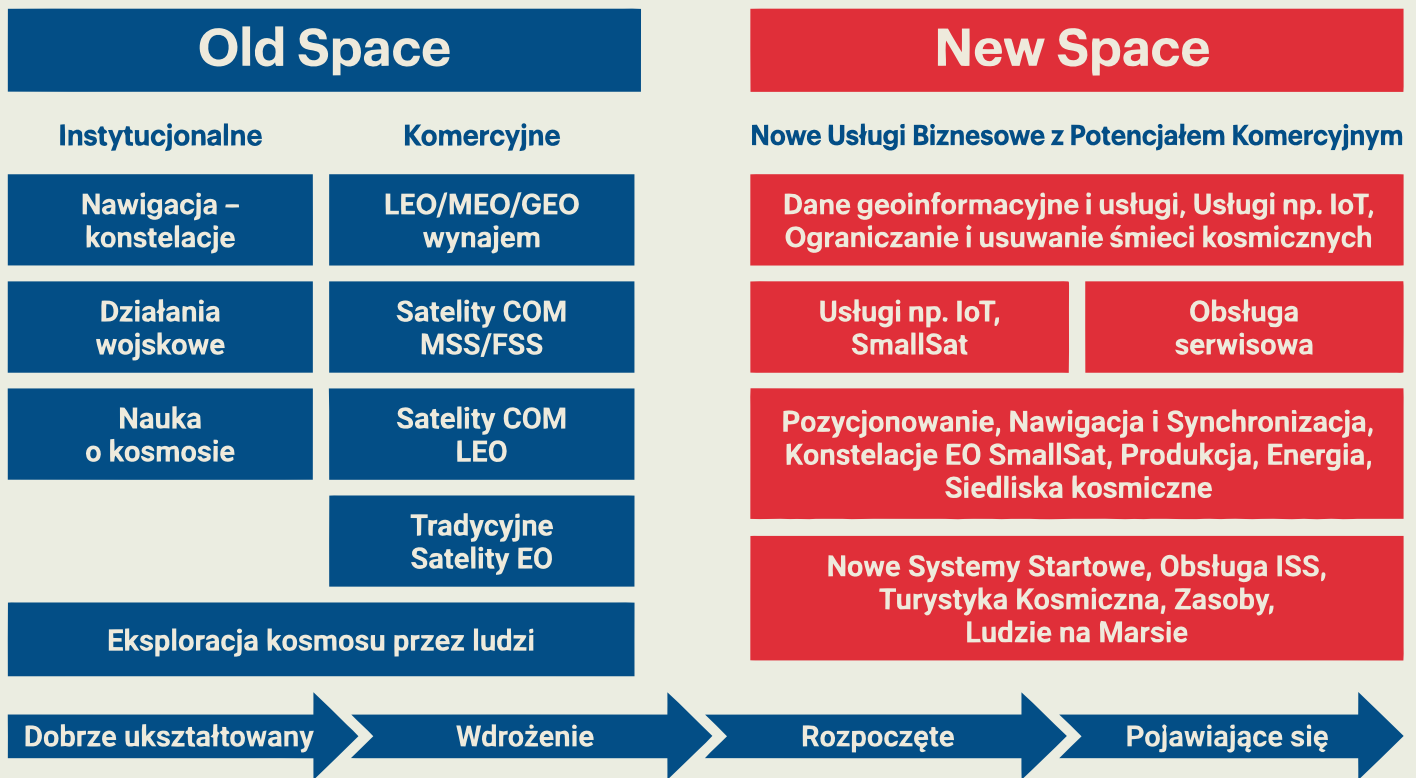 Old Space
New Space
Instytucjonalne
Komercyjne
Nowe Usługi Biznesowe z Potencjałem Komercyjnym
Nawigacja –
konstelacje
LEO/MEO/GEO
wynajem
Dane geoinformacyjne i usługi, Usługi np. IoT,
Ograniczanie i usuwanie śmieci kosmicznych
Działania
wojskowe
Satelity COM
MSS/FSS
Usługi np. IoT,
SmallSat
Obsługa
serwisowa
Nauka
o kosmosie
Satelity COM
LEO
Pozycjonowanie, Nawigacja i Synchronizacja,
Konstelacje EO SmallSat, Produkcja, Energia,
Siedliska kosmiczne
Tradycyjne
Satelity EO
Nowe Systemy Startowe, Obsługa ISS,
Turystyka Kosmiczna, Zasoby,
Ludzie na Marsie
Eksploracja kosmosu przez ludzi
Dobrze ukształtowany
Wdrożenie
Rozpoczęte
Pojawiające się